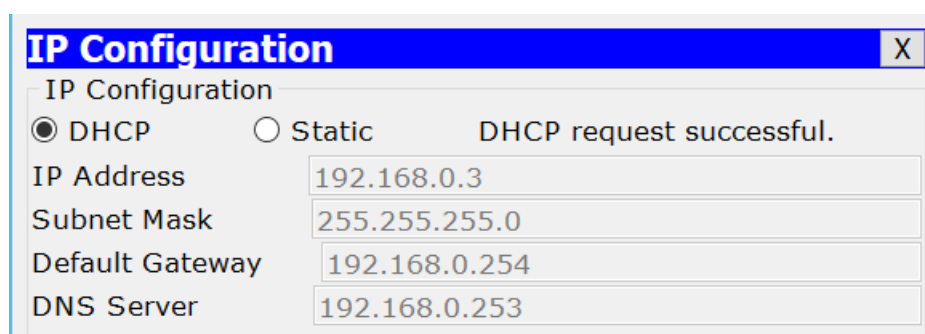 IP Configuration X
IP Configuration
DHCP Static DHCP request successful.
IP Address 192.168.0.3
Subnet Mask 255.255.255.0
Default Gateway 192.168.0.254
DNS Server 192.168.0.253